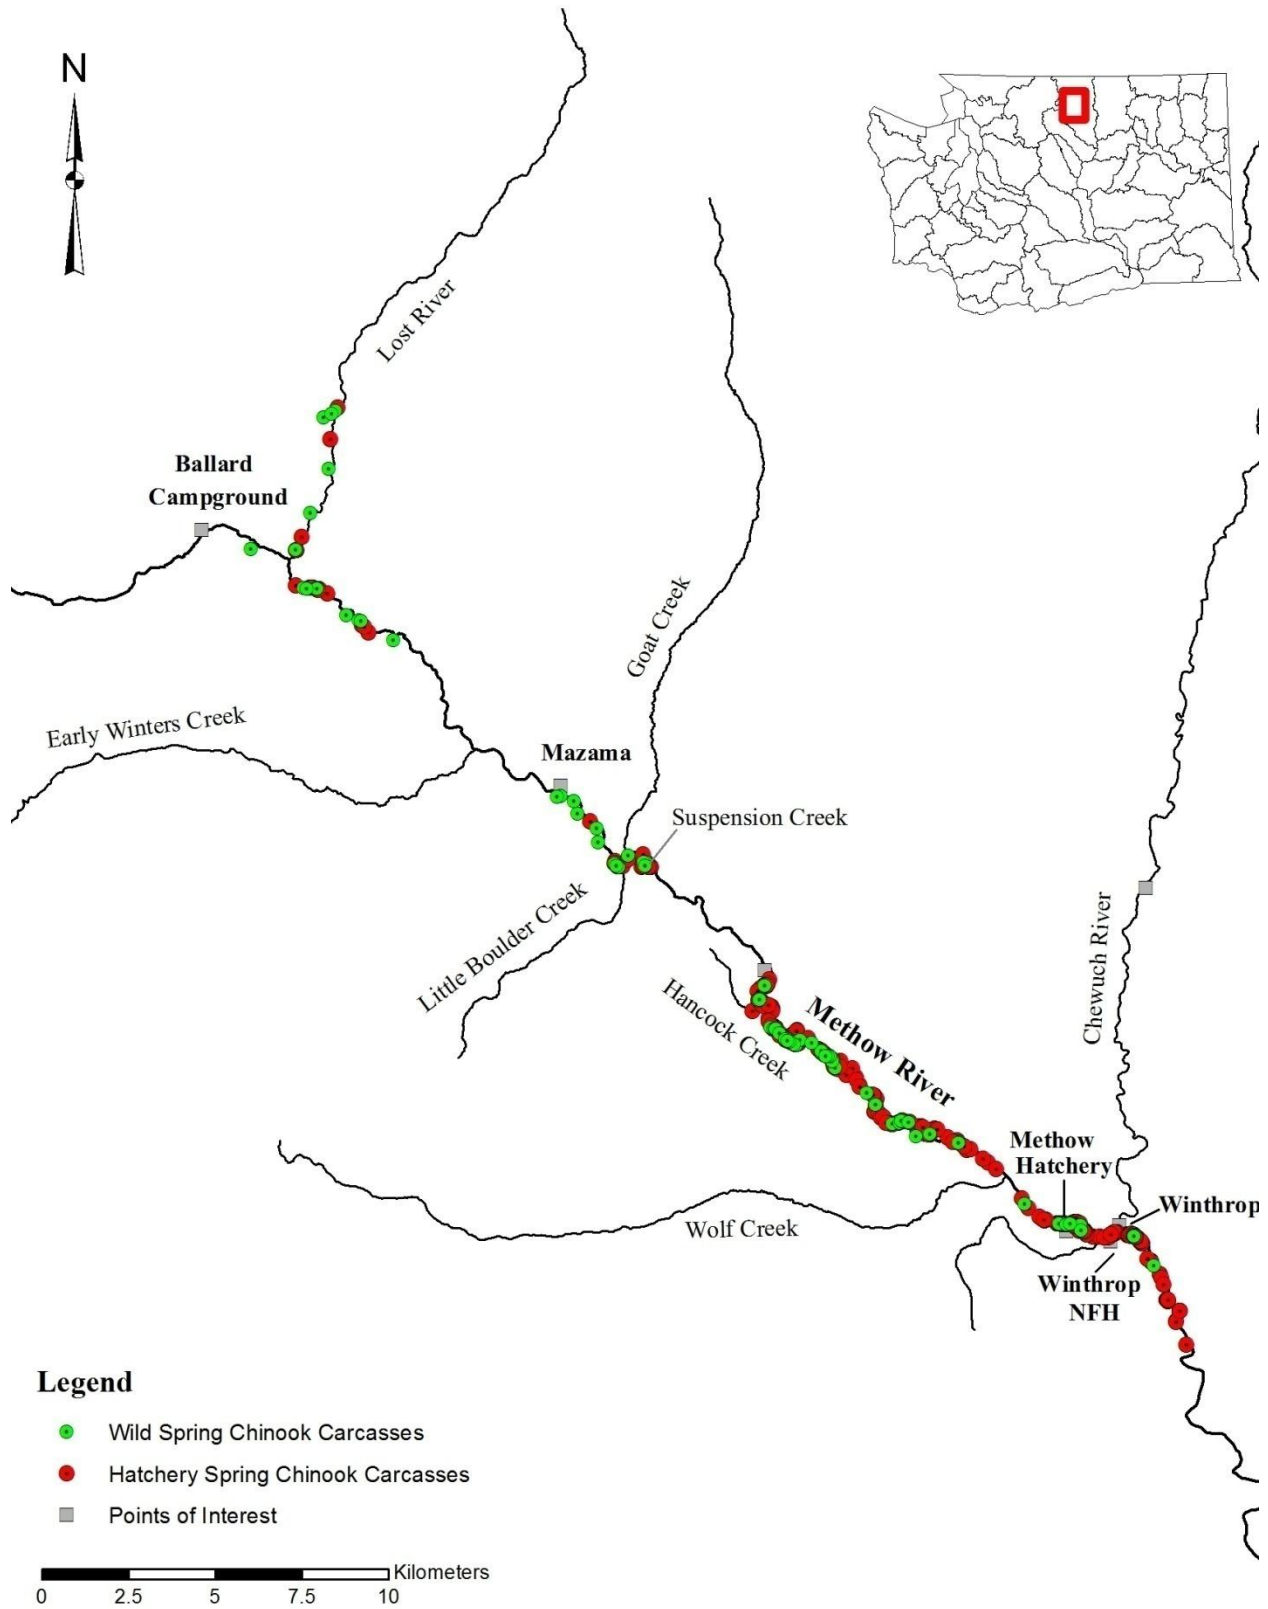 N
Lost River
Ballard
Campground
Goat Creek
Early Winters Creek
Mazama
Suspension Creek
Little Boulder Creek
Chewuch River
Hancock Creek
Methow River
Methow
Hatchery
Winthrop
Wolf Creek
Winthrop
NFH
Legend
Wild Spring Chinook Carcasses
Hatchery Spring Chinook Carcasses
Points of Interest
Kilometers
0 2.5 5 7.5 10